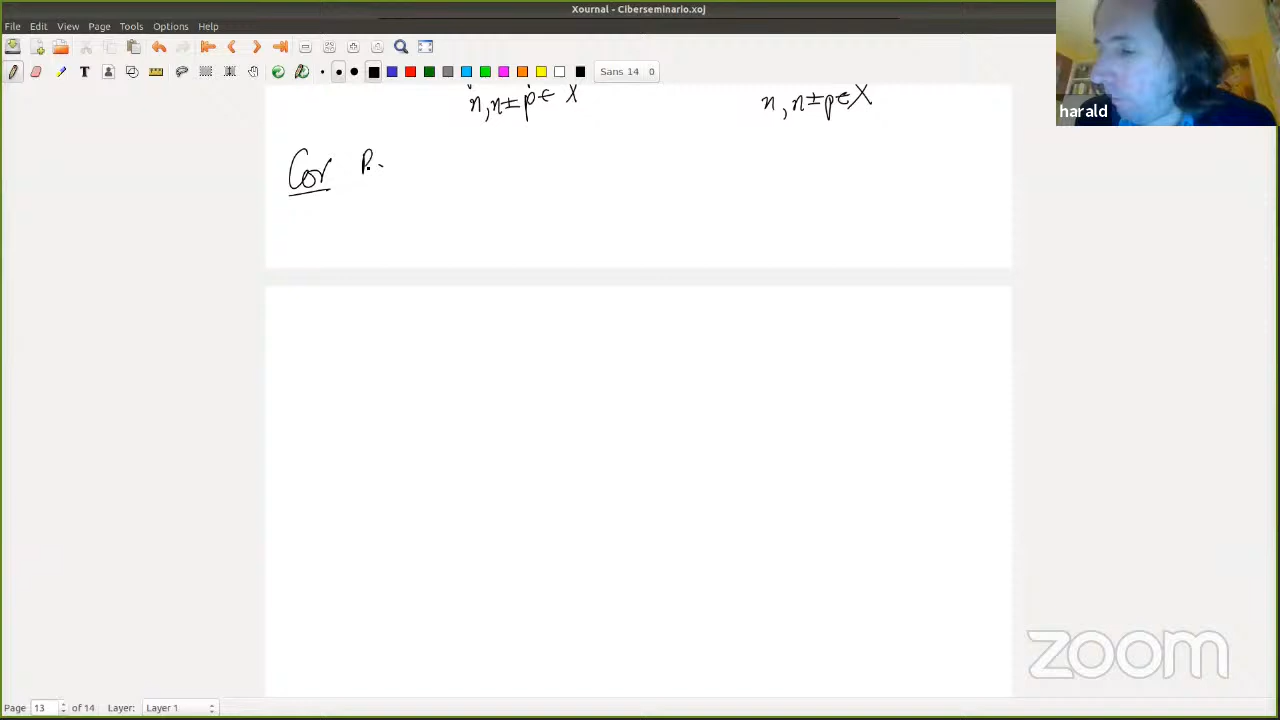 Xournal - Ciberseminario.xoj
File Edit View Page Tools Options Help
Sans 14 0
harald
n, n ± p ∈ X n, n ± p ∈ X
Cor
zoom
Page 13 of 14 Layer: Layer 1